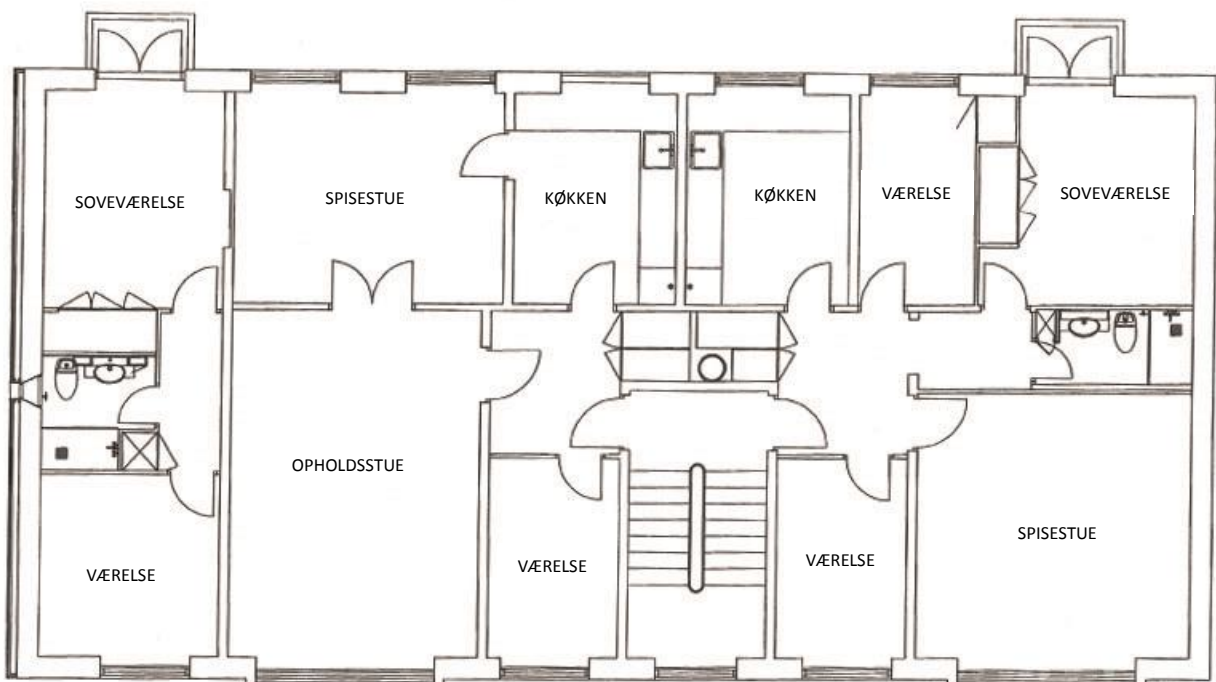 SOVEVÆRELSE
SPISESTUE
KØKKEN
KØKKEN
VÆRELSE
SOVEVÆRELSE
OPHOLDSSTUE
VÆRELSE
VÆRELSE
VÆRELSE
SPISESTUE